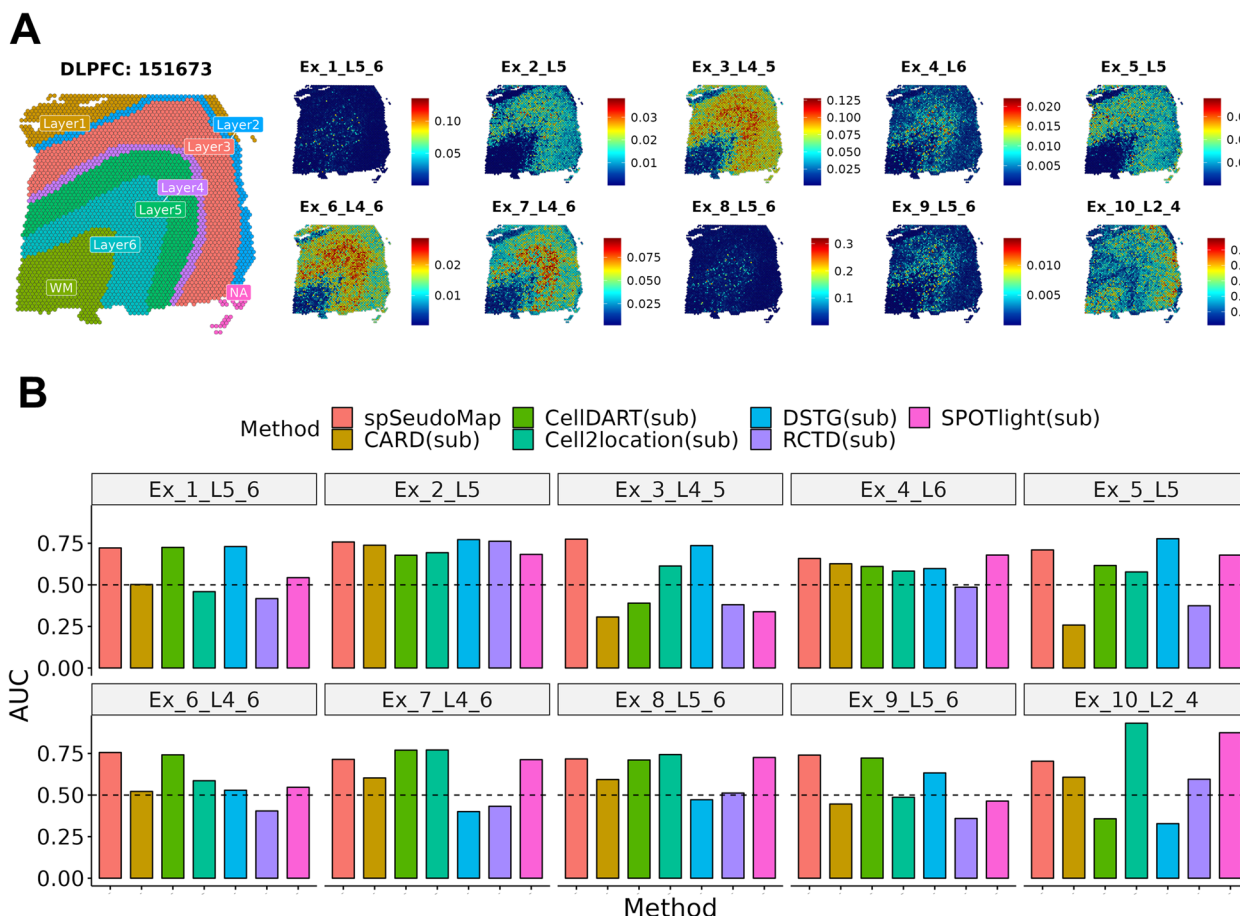 A
DLPFC: 151673
Layer1
Layer2
Layer3
Layer4
Layer5
Layer6
WM
NA
Ex_1_L5_6
0.10
0.05
Ex_2_L5
0.03
0.02
0.01
Ex_3_L4_5
0.125
0.100
0.075
0.050
0.025
Ex_4_L6
0.020
0.015
0.010
0.005
Ex_5_L5
Ex_6_L4_6
0.02
0.01
Ex_7_L4_6
0.075
0.050
0.025
Ex_8_L5_6
0.3
0.2
0.1
Ex_9_L5_6
0.010
0.005
Ex_10_L2_4
B
Method
spSeudoMap
CellDART(sub)
DSTG(sub)
SPOTlight(sub)
CARD(sub)
Cell2location(sub)
RCTD(sub)
Ex_1_L5_6
Ex_2_L5
Ex_3_L4_5
Ex_4_L6
Ex_5_L5
0.75
0.50
0.25
0.00
AUC
Ex_6_L4_6
Ex_7_L4_6
Ex_8_L5_6
Ex_9_L5_6
Ex_10_L2_4
0.75
0.50
0.25
0.00
Method